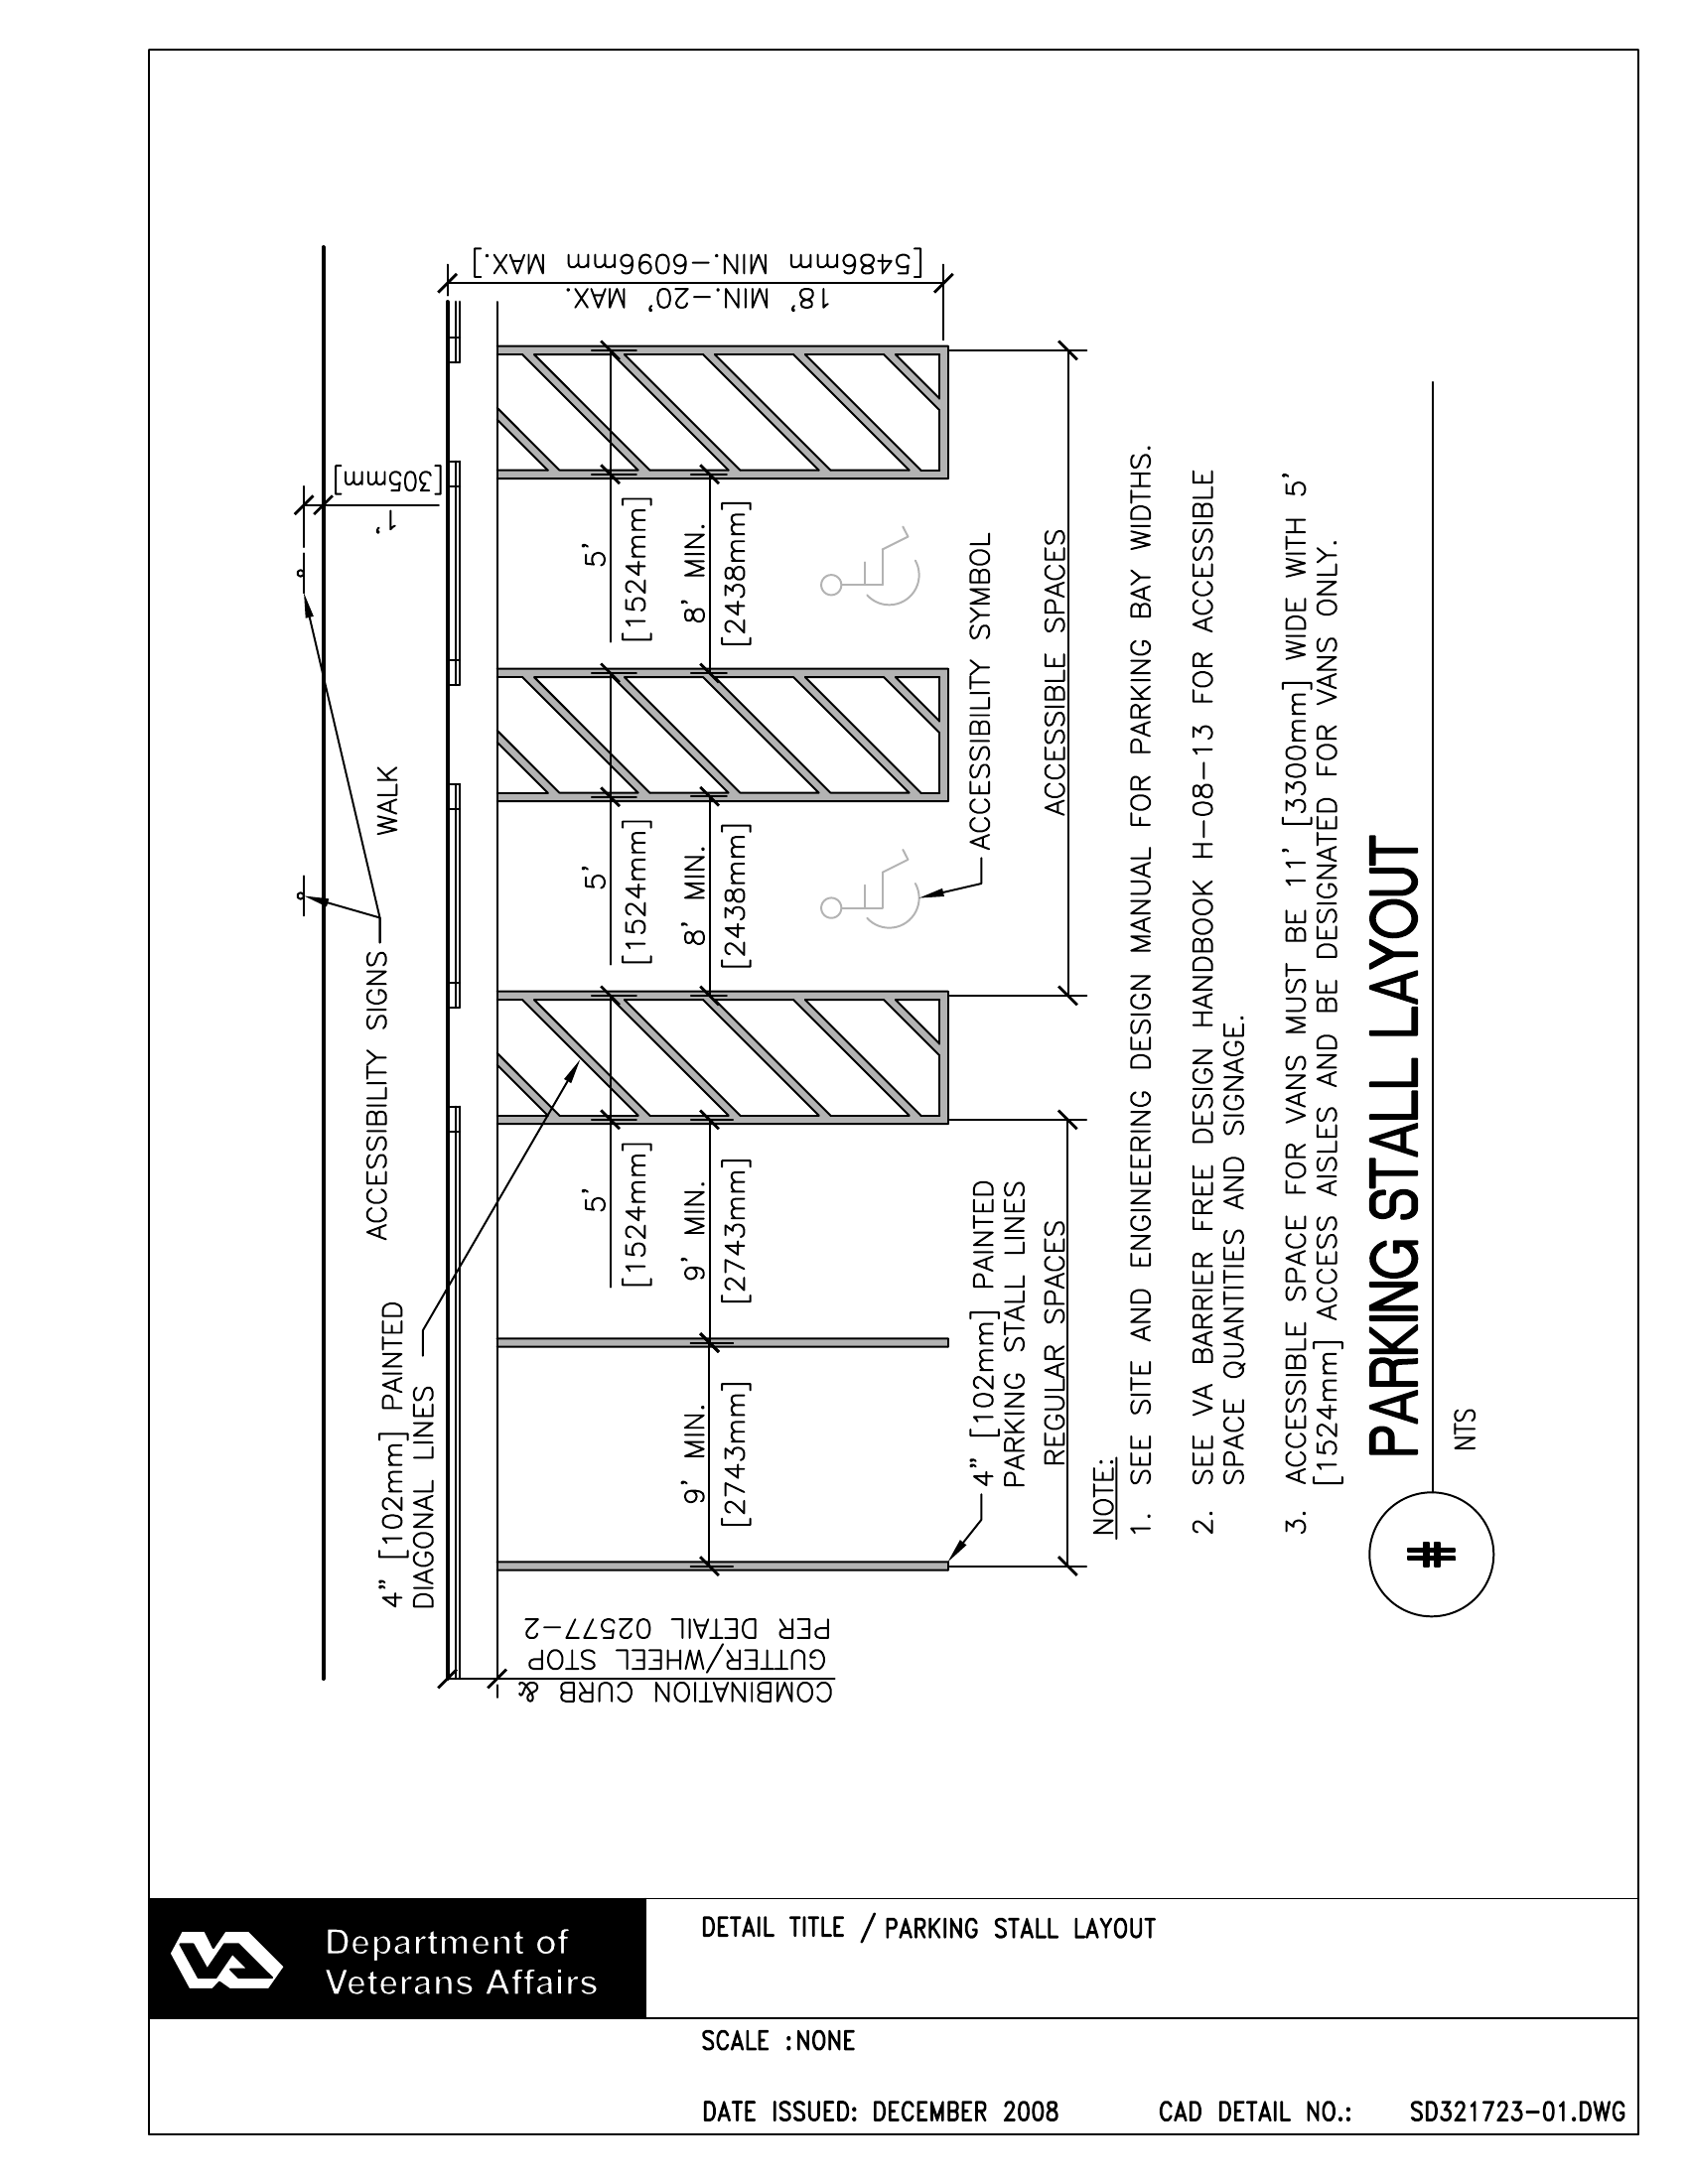 [5486mm MIN.-6096mm MAX.]
18' MIN.-20' MAX.
1'
[305mm]
ACCESSIBILITY SIGNS
WALK
4" [102mm] PAINTED
DIAGONAL LINES
COMBINATION CURB &
GUTTER/WHEEL STOP
PER DETAIL 02577-2
5'
[1524mm]
5'
[1524mm]
5'
[1524mm]
9' MIN.
[2743mm]
9' MIN.
[2743mm]
8' MIN.
[2438mm]
8' MIN.
[2438mm]
4" [102mm] PAINTED
PARKING STALL LINES
ACCESSIBILITY SYMBOL
REGULAR SPACES
ACCESSIBLE SPACES
NOTE:
1. SEE SITE AND ENGINEERING DESIGN MANUAL FOR PARKING BAY WIDTHS.
2. SEE VA BARRIER FREE DESIGN HANDBOOK H-08-13 FOR ACCESSIBLE
SPACE QUANTITIES AND SIGNAGE.
3. ACCESSIBLE SPACE FOR VANS MUST BE 11' [3300mm] WIDE WITH 5'
[1524mm] ACCESS AISLES AND BE DESIGNATED FOR VANS ONLY.
#
PARKING STALL LAYOUT
NTS
Department of
Veterans Affairs
DETAIL TITLE / PARKING STALL LAYOUT
SCALE :NONE
DATE ISSUED: DECEMBER 2008
CAD DETAIL NO.: SD321723-01.DWG